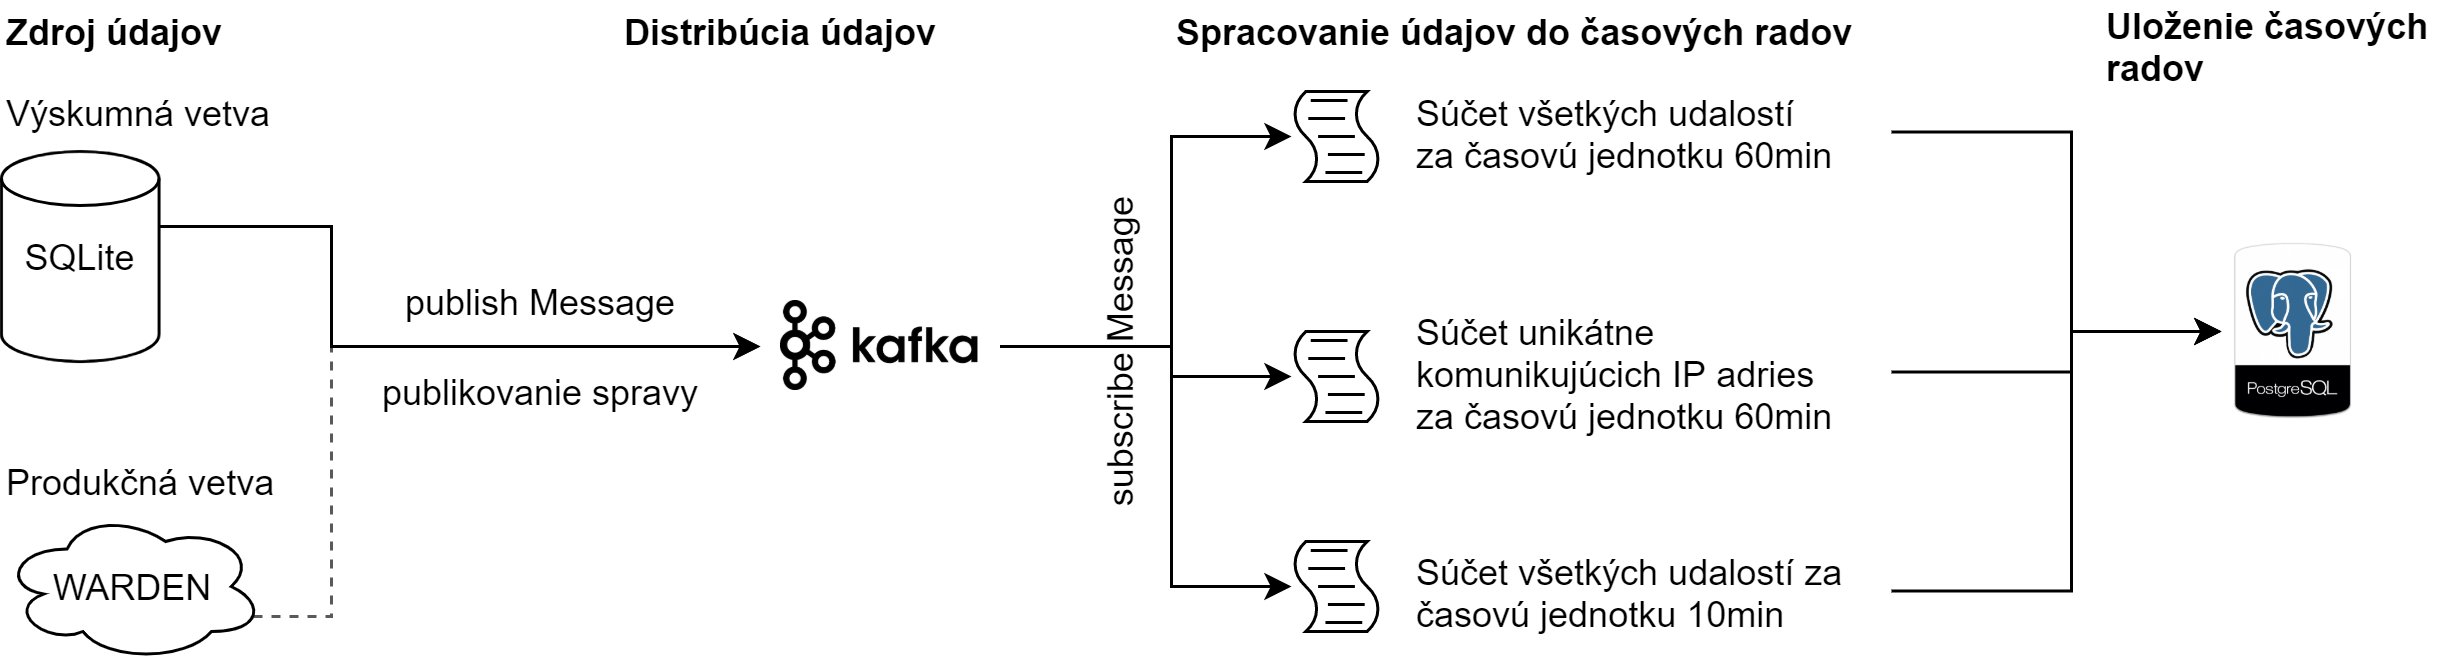 Zdroj údajov
Výskumná vetva
SQLite
Produkčná vetva
WARDEN
Distribúcia údajov
publish Message
publikovanie spravy
kafka
subscribe Message
Spracovanie údajov do časových radov
Súčet všetkých udalostí
za časovú jednotku 60min
Súčet unikátne
komunikujúcich IP adries
za časovú jednotku 60min
Súčet všetkých udalostí za
časovú jednotku 10min
Uloženie časových
radov
PostgreSQL